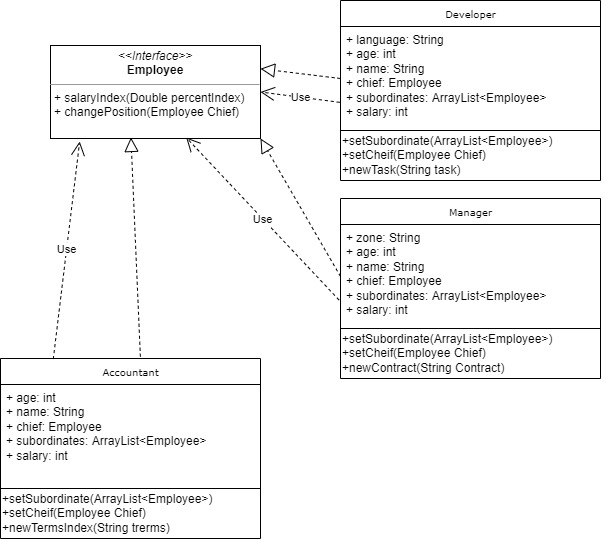 <<Interface>>
Employee
+ salaryIndex(Double percentIndex)
+ changePosition(Employee Chief)
Developer
+ language: String
+ age: int
+ name: String
+ chief: Employee
+ subordinates: ArrayList<Employee>
+ salary: int
+setSubordinate(ArrayList<Employee>)
+setCheif(Employee Chief)
+newTask(String task)
Use
Manager
+ zone: String
+ age: int
+ name: String
+ chief: Employee
+ subordinates: ArrayList<Employee>
+ salary: int
+setSubordinate(ArrayList<Employee>)
+setCheif(Employee Chief)
+newContract(String Contract)
Use
Use
Accountant
+ age: int
+ name: String
+ chief: Employee
+ subordinates: ArrayList<Employee>
+ salary: int
+setSubordinate(ArrayList<Employee>)
+setCheif(Employee Chief)
+newTermsIndex(String trerms)